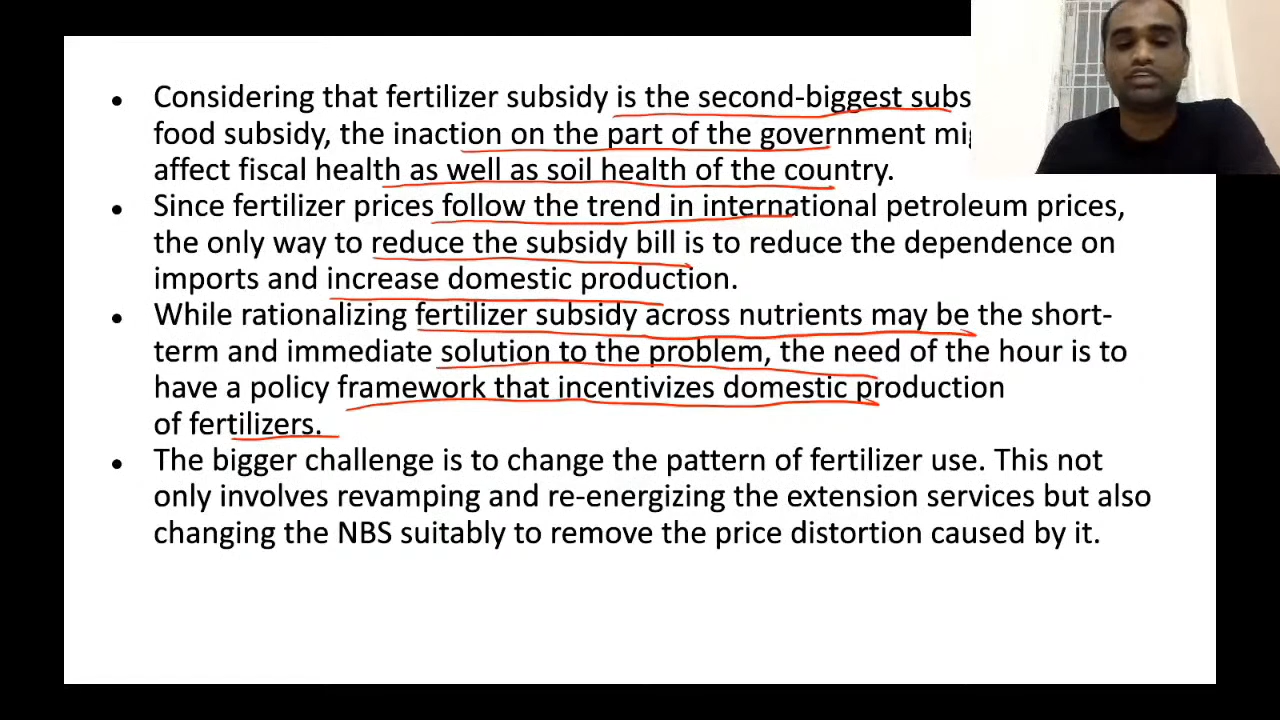 Considering that fertilizer subsidy is the second-biggest
food subsidy, the inaction on the part of the government
affect fiscal health as well as soil health of the country.
Since fertilizer prices follow the trend in international petroleum prices,
the only way to reduce the subsidy bill is to reduce the dependence on
imports and increase domestic production.
While rationalizing fertilizer subsidy across nutrients may be the short-
term and immediate solution to the problem, the need of the hour is to
have a policy framework that incentivizes domestic production
of fertilizers.
The bigger challenge is to change the pattern of fertilizer use. This not
only involves revamping and re-energizing the extension services but also
changing the NBS suitably to remove the price distortion caused by it.